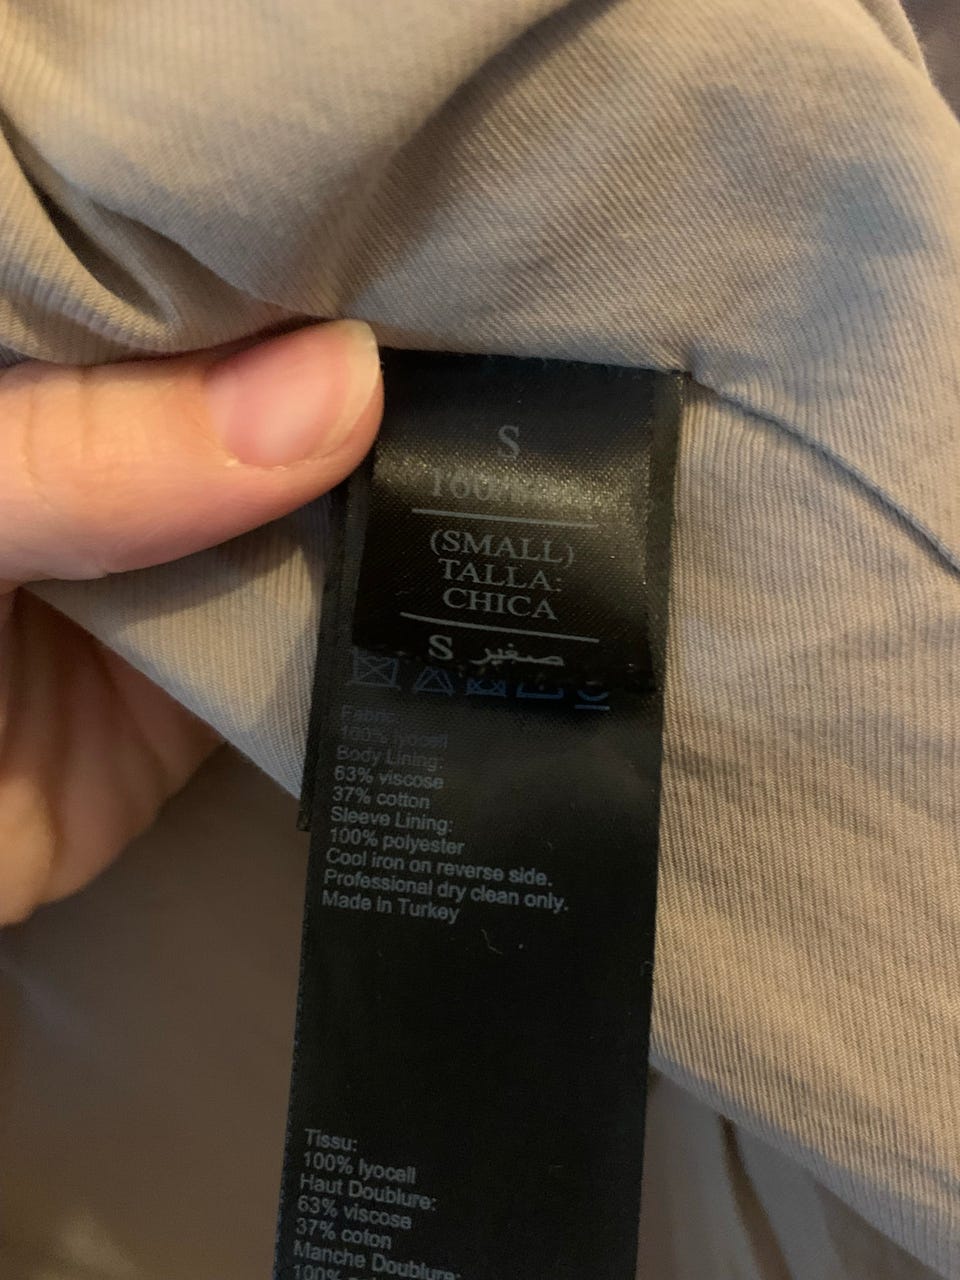 S
(SMALL)
TALLA:
CHICA
S صغير
Fabric:
100% lyocell
Body Lining:
63% viscose
37% cotton
Sleeve Lining:
100% polyester
Cool iron on reverse side.
Professional dry clean only.
Made in Turkey
Tissu:
100% lyocell
Haut Doublure:
63% viscose
37% coton
Manche Doublure:
100%